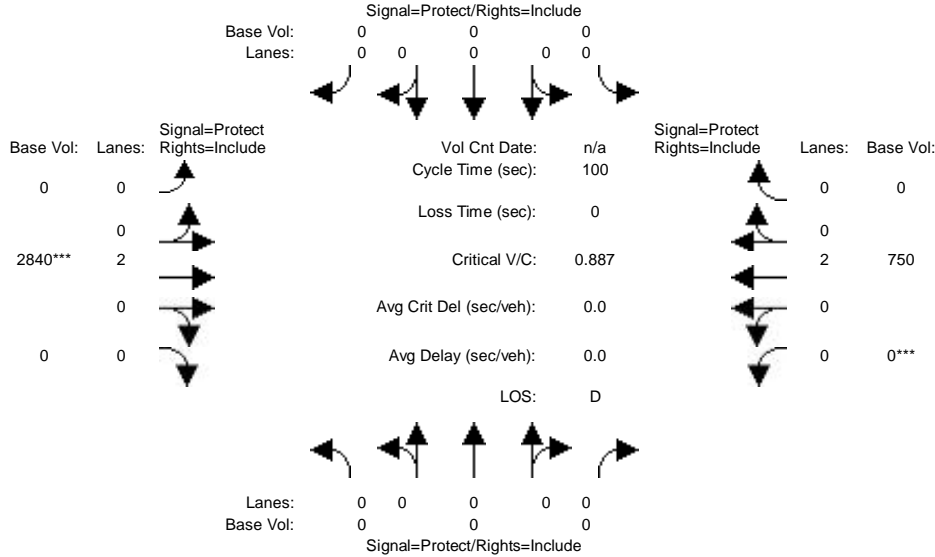 Signal=Protect/Rights=Include
Base Vol: 0 0 0
Lanes: 0 0 0 0 0
Signal=Protect Signal=Protect
Base Vol: Lanes: Rights=Include Vol Cnt Date: n/a Rights=Include Lanes: Base Vol:
Cycle Time (sec): 100
0 0 0 0
Loss Time (sec): 0
0 0
2840*** 2 Critical V/C: 0.887 2 750
0 Avg Crit Del (sec/veh): 0.0 0
0 0 Avg Delay (sec/veh): 0.0 0 0***
LOS: D
Lanes: 0 0 0 0 0
Base Vol: 0 0 0
Signal=Protect/Rights=Include